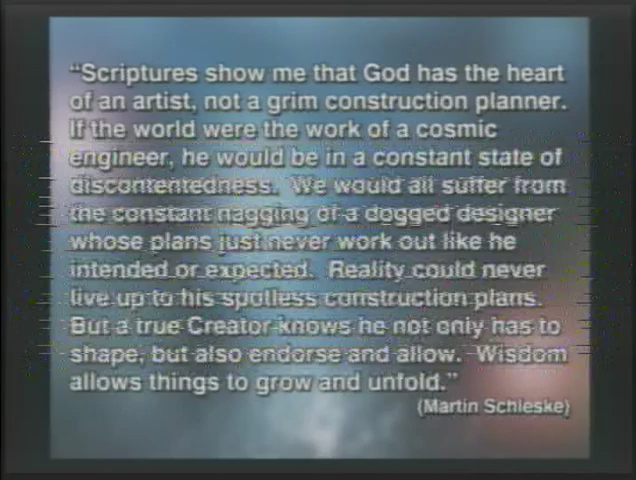 “Scriptures show me that God has the heart
of an artist, not a grim construction planner.
If the world were the work of a cosmic
engineer, he would be in a constant state of
discontentedness. We would all suffer from
the constant nagging of a dogged designer
whose plans just never work out like he
intended or expected. Reality could never
live up to his spotless construction plans.
But a true Creator knows he not only has to
shape, but also endorse and allow. Wisdom
allows things to grow and unfold.”
(Martin Schleske)